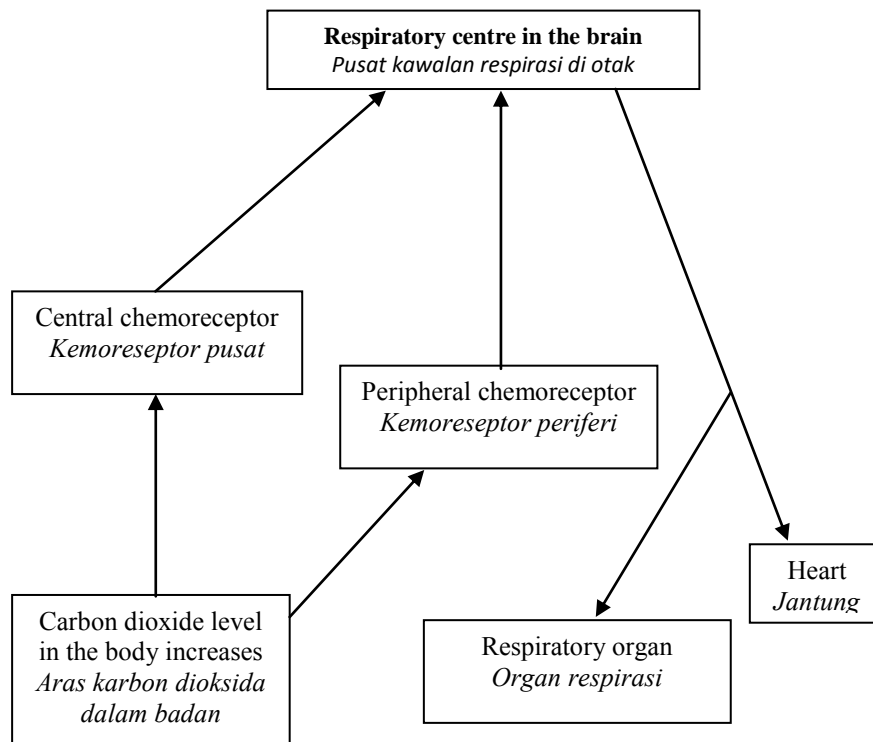 Respiratory centre in the brain
Pusat kawalan respirasi di otak
Central chemoreceptor
Kemoreseptor pusat
Peripheral chemoreceptor
Kemoreseptor periferi
Heart
Jantung
Carbon dioxide level
in the body increases
Aras karbon dioksida
dalam badan
Respiratory organ
Organ respirasi